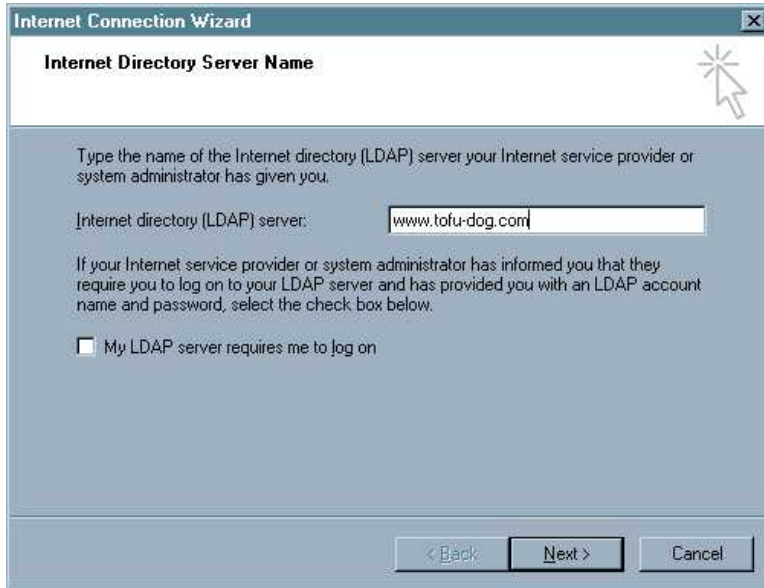 Internet Connection Wizard
Internet Directory Server Name
Type the name of the Internet directory (LDAP) server your Internet service provider or
system administrator has given you.
Internet directory (LDAP) server: www.tofu-dog.com
If your Internet service provider or system administrator has informed you that they
require you to log on to your LDAP server and has provided you with an LDAP account
name and password, select the check box below.
My LDAP server requires me to log on
< Back Next > Cancel